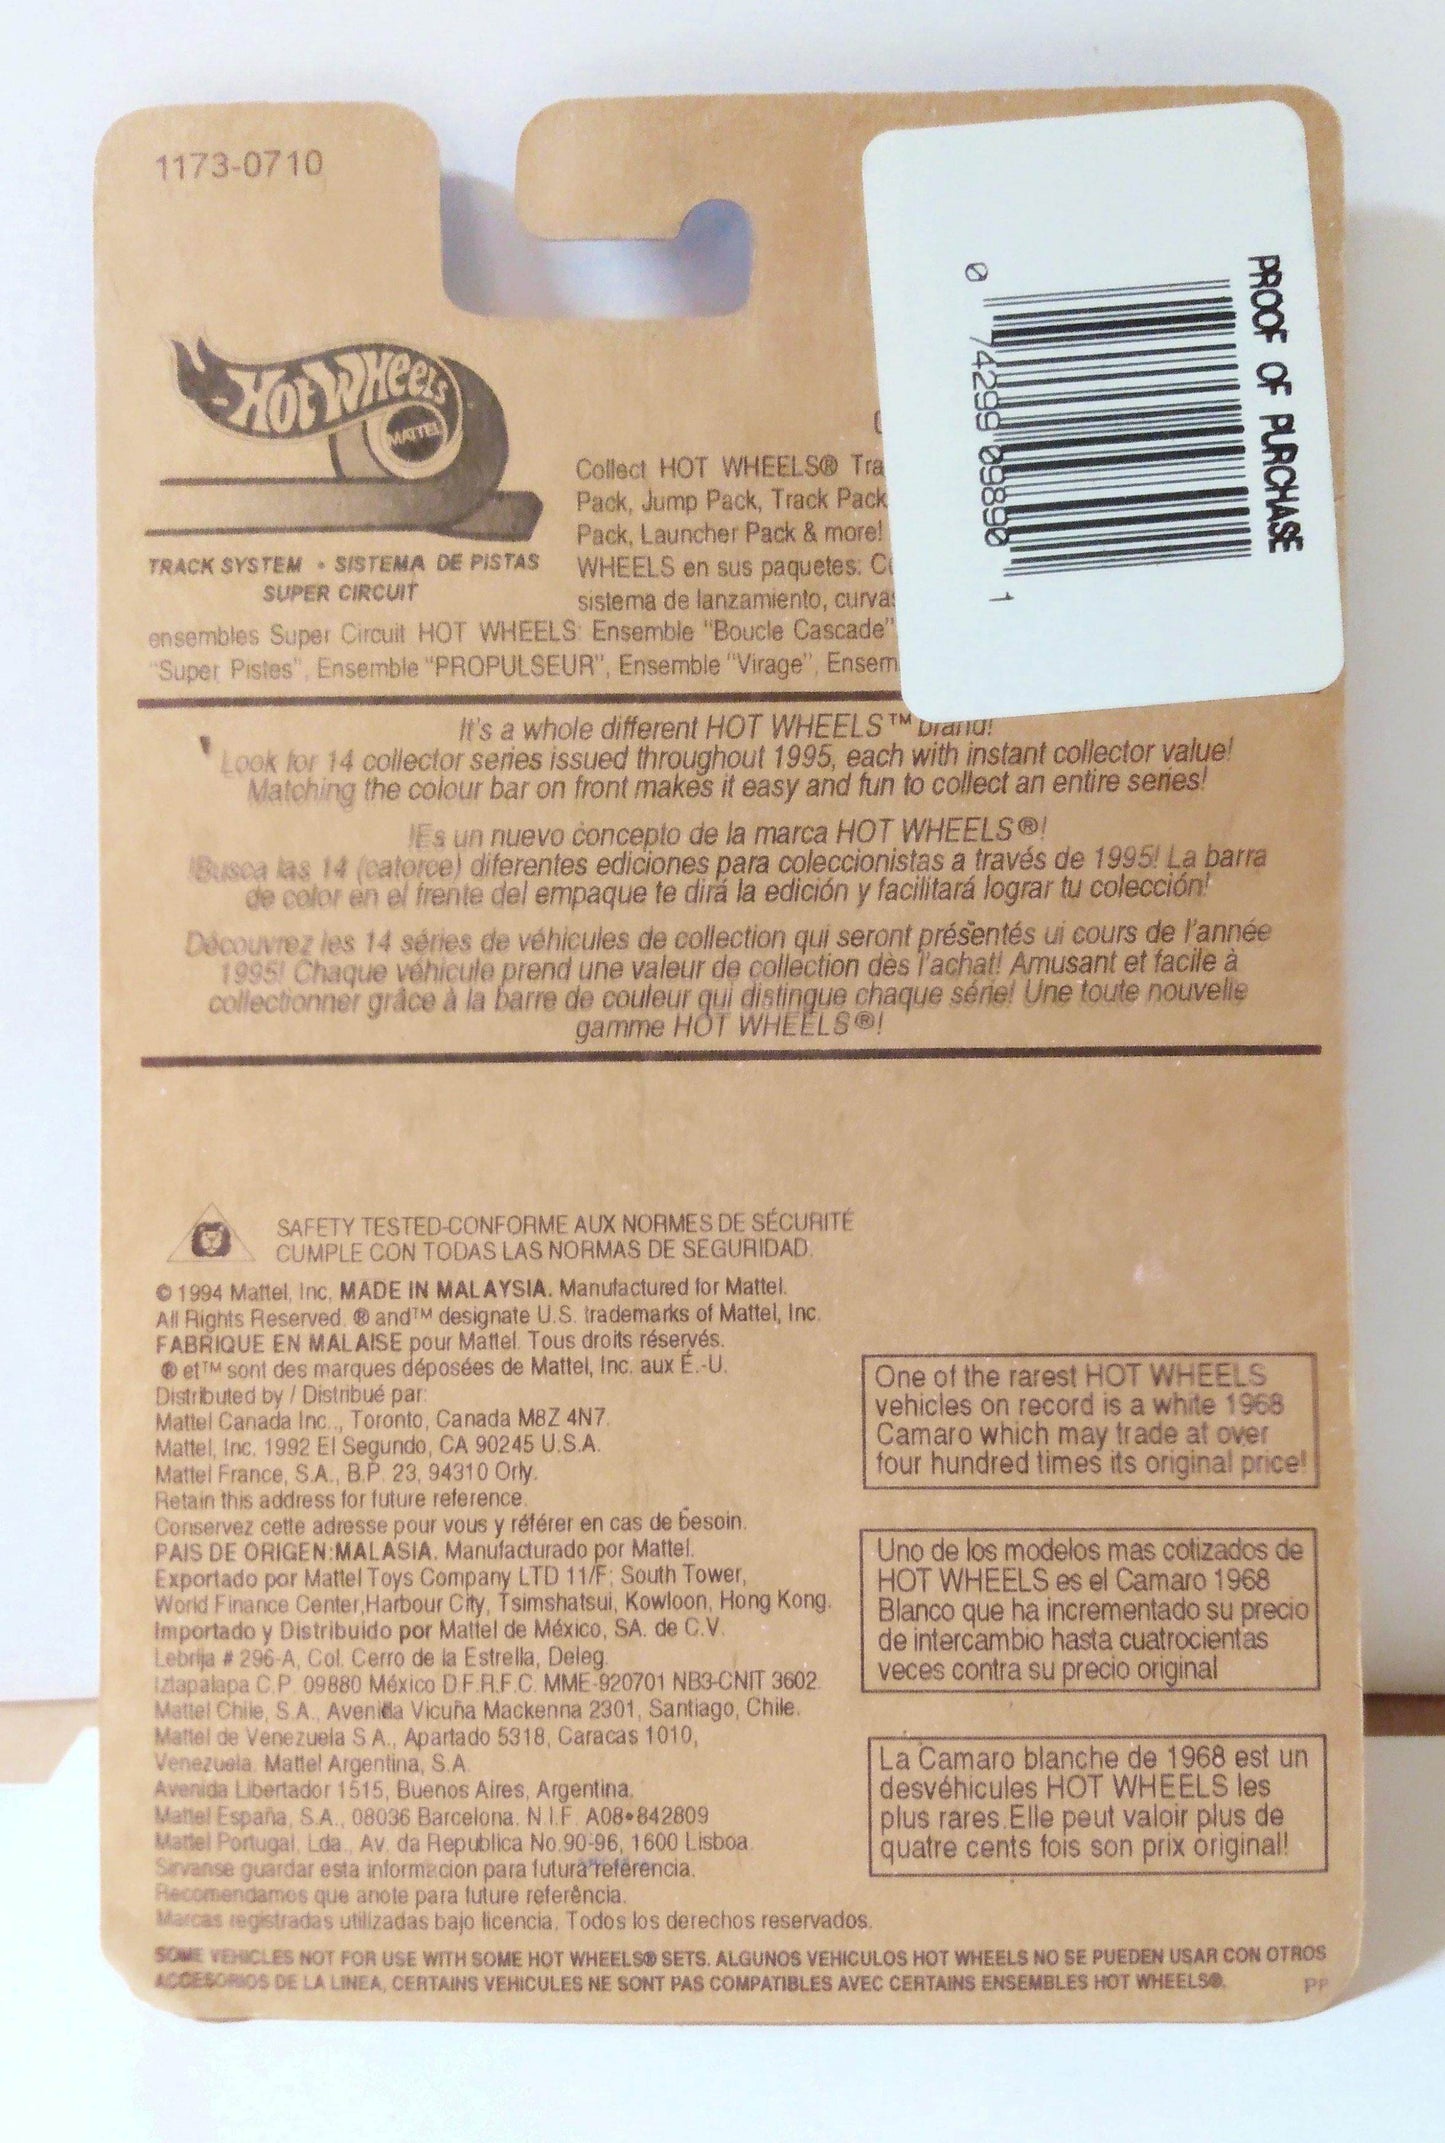 1173-0710
PROOF OF PURCHASE
0 74299 09890 1
HOT WHEELS
MATTEL
TRACK SYSTEM • SISTEMA DE PISTAS
SUPER CIRCUIT
Collect HOT WHEELS® Tra
Pack, Jump Pack, Track Pack
Pack, Launcher Pack & more!
WHEELS en sus paquetes:
sistema de lanzamiento, curvas
ensembles Super Circuit HOT WHEELS: Ensemble "Boucle Cascade"
"Super Pistes", Ensemble "PROPULSEUR", Ensemble "Virage", Ensem
It's a whole different HOT WHEELS™ brand!
Look for 14 collector series issued throughout 1995, each with instant collector value!
Matching the colour bar on front makes it easy and fun to collect an entire series!
!Es un nuevo concepto de la marca HOT WHEELS®!
!Busca las 14 (catorce) diferentes ediciones para coleccionistas a través de 1995! La barra
de color en el frente del empaque te dirá la edición y facilitará lograr tu colección!
Découvrez les 14 séries de véhicules de collection qui seront présentés ui cours de l'année
1995! Chaque véhicule prend une valeur de collection dès l'achat! Amusant et facile à
collectionner grâce à la barre de couleur qui distingue chaque série! Une toute nouvelle
gamme HOT WHEELS®!
SAFETY TESTED-CONFORME AUX NORMES DE SÉCURITÉ
CUMPLE CON TODAS LAS NORMAS DE SEGURIDAD.
© 1994 Mattel, Inc. MADE IN MALAYSIA. Manufactured for Mattel.
All Rights Reserved. ® and™ designate U.S. trademarks of Mattel, Inc.
FABRIQUE EN MALAISE pour Mattel. Tous droits réservés.
® et™ sont des marques déposées de Mattel, Inc. aux É.-U.
Distributed by / Distribué par:
Mattel Canada Inc., Toronto, Canada M8Z 4N7.
Mattel, Inc. 1992 El Segundo, CA 90245 U.S.A.
Mattel France, S.A., B.P. 23, 94310 Orly.
Retain this address for future reference.
Conservez cette adresse pour vous y référer en cas de besoin.
PAIS DE ORIGEN:MALASIA. Manufacturado por Mattel.
Exportado por Mattel Toys Company LTD 11/F; South Tower,
World Finance Center,Harbour City, Tsimshatsui, Kowloon, Hong Kong.
Importado y Distribuido por Mattel de México, SA. de C.V.
Lebrija # 296-A, Col. Cerro de la Estrella, Deleg.
Iztapalapa C.P. 09880 México D.F.R.F.C. MME-920701 NB3-CNIT 3602.
Mattel Chile, S.A., Avenida Vicuña Mackenna 2301, Santiago, Chile.
Mattel de Venezuela S.A., Apartado 5318, Caracas 1010,
Venezuela. Mattel Argentina, S.A.
Avenida Libertador 1515, Buenos Aires, Argentina.
Mattel España, S.A., 08036 Barcelona. N.I.F. A08•842809
Mattel Portugal, Lda., Av. da Republica No.90-96, 1600 Lisboa.
Sirvanse guardar esta informacion para futura referencia.
Recomendamos que anote para future referência.
Marcas registradas utilizadas bajo licencia. Todos los derechos reservados.
One of the rarest HOT WHEELS
vehicles on record is a white 1968
Camaro which may trade at over
four hundred times its original price!
Uno de los modelos mas cotizados de
HOT WHEELS es el Camaro 1968
Blanco que ha incrementado su precio
de intercambio hasta cuatrocientas
veces contra su precio original
La Camaro blanche de 1968 est un
desvéhicules HOT WHEELS les
plus rares.Elle peut valoir plus de
quatre cents fois son prix original!
SOME VEHICLES NOT FOR USE WITH SOME HOT WHEELS® SETS. ALGUNOS VEHICULOS HOT WHEELS NO SE PUEDEN USAR CON OTROS
ACCESORIOS DE LA LINEA, CERTAINS VEHICULES NE SONT PAS COMPATIBLES AVEC CERTAINS ENSEMBLES HOT WHEELS®.
PP